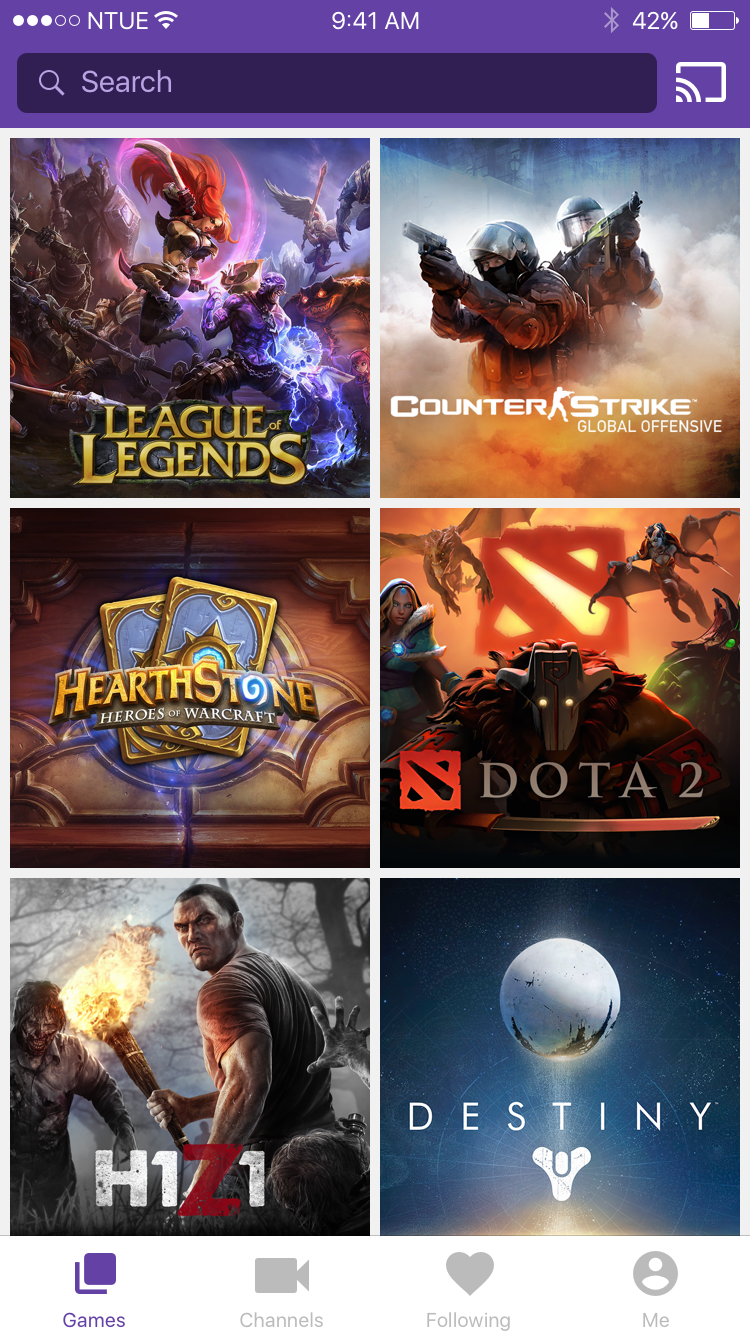 NTUE 9:41 AM 42%
Search
LEAGUE of
LEGENDS
COUNTER STRIKE™
GLOBAL OFFENSIVE
HEARTHSTONE
HEROES OF WARCRAFT
DOTA 2
H1Z1
DESTINY
Games Channels Following Me